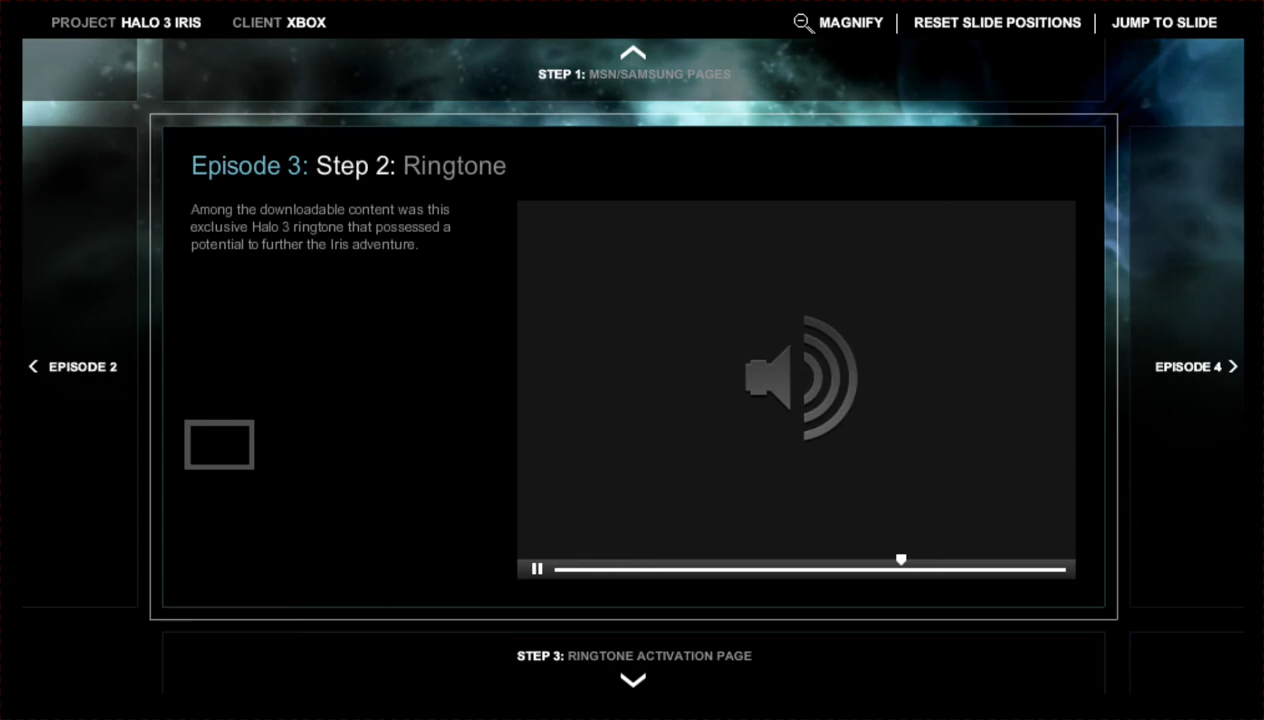 PROJECT HALO 3 IRIS CLIENT XBOX MAGNIFY RESET SLIDE POSITIONS JUMP TO SLIDE
STEP 1: MSN/SAMSUNG PAGES
Episode 3: Step 2: Ringtone
Among the downloadable content was this
exclusive Halo 3 ringtone that possessed a
potential to further the Iris adventure.
EPISODE 2
EPISODE 4
STEP 3: RINGTONE ACTIVATION PAGE